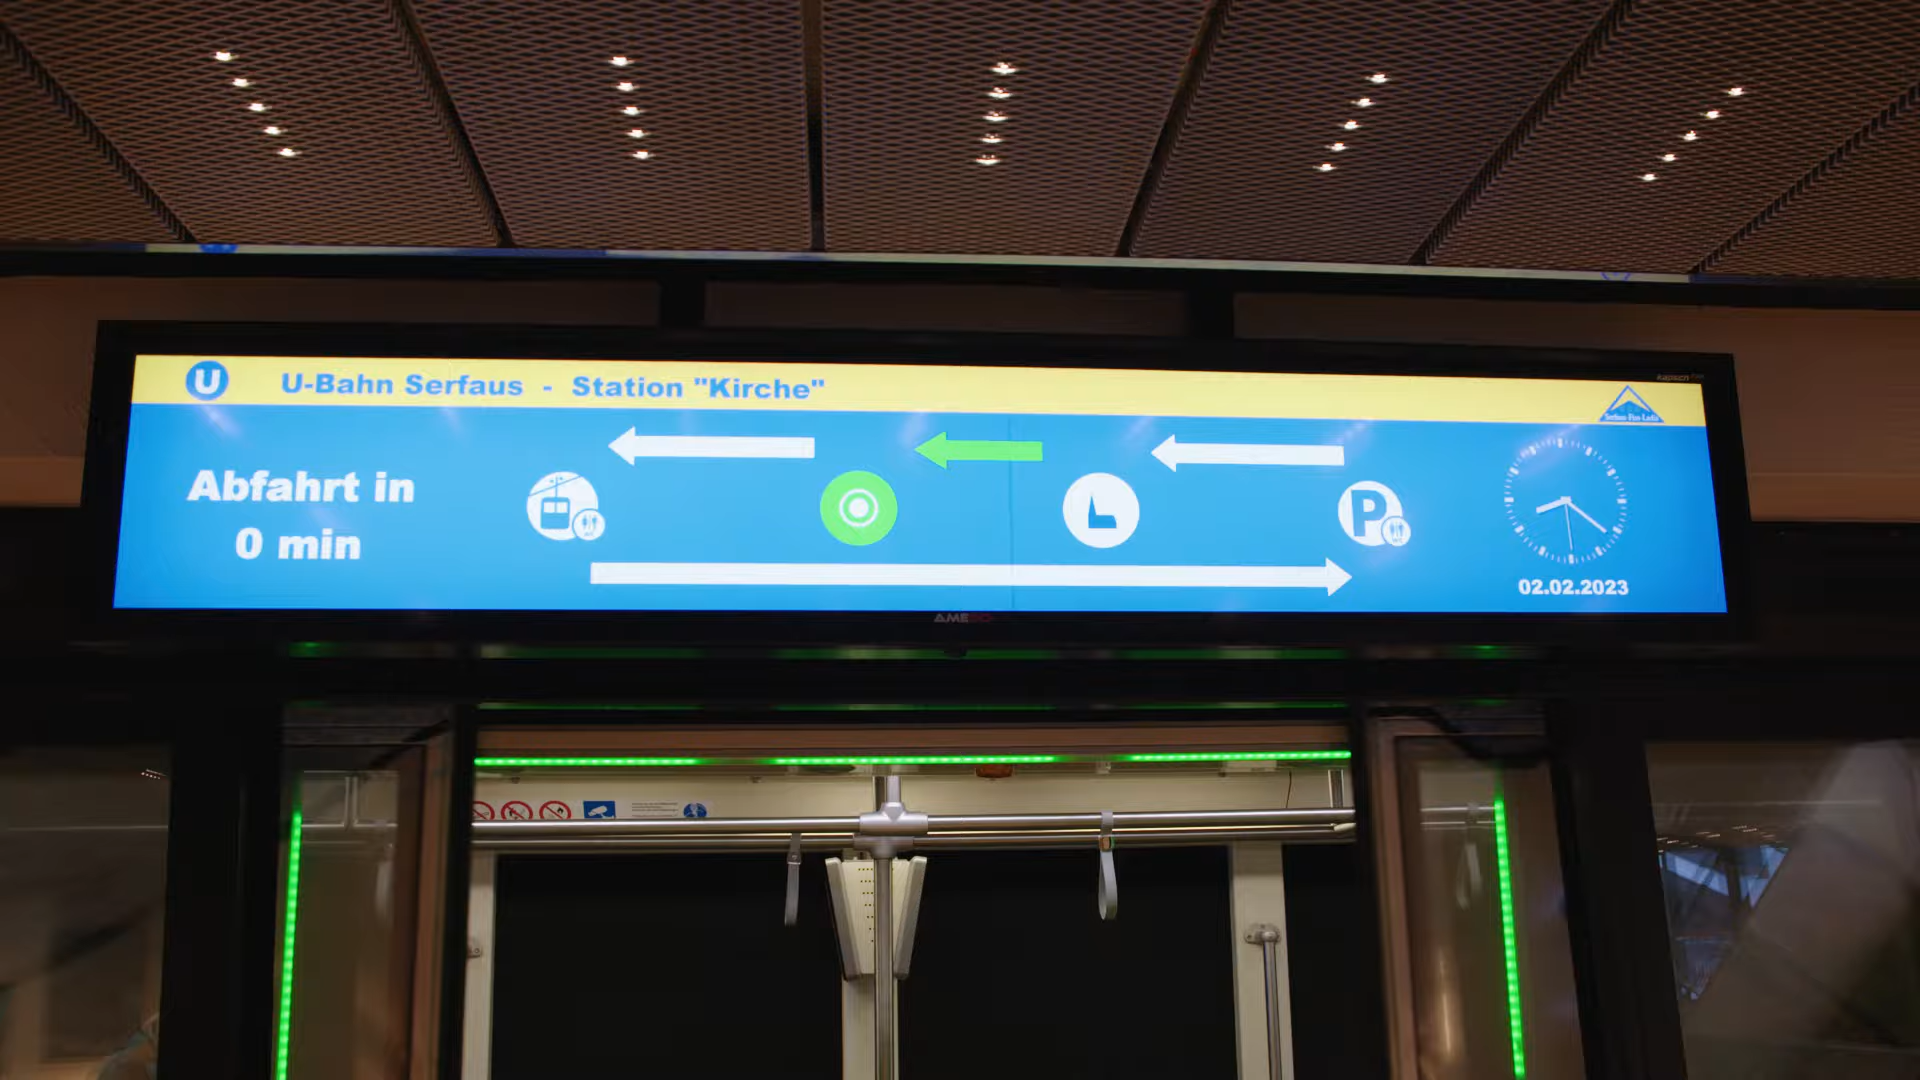 U U-Bahn Serfaus - Station "Kirche"
Abfahrt in
0 min
P
02.02.2023